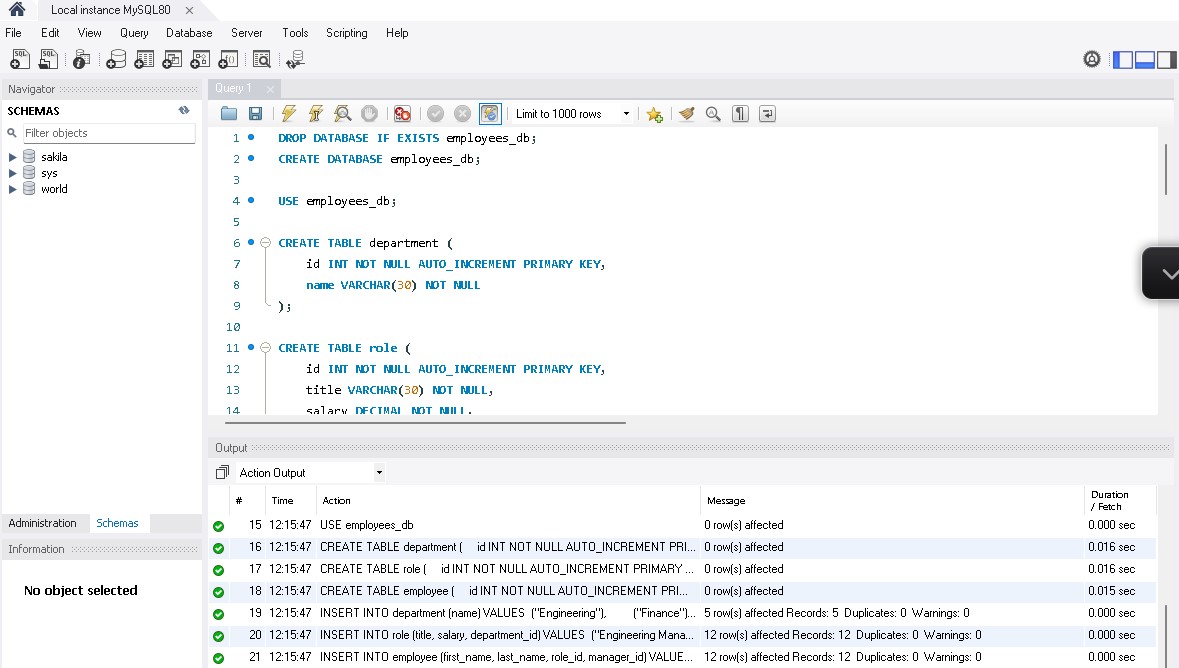 Local instance MySQL80
File Edit View Query Database Server Tools Scripting Help
Navigator
SCHEMAS
Filter objects
sakila
sys
world
Administration Schemas
Information
No object selected
Query 1
Limit to 1000 rows
1 DROP DATABASE IF EXISTS employees_db;
2 CREATE DATABASE employees_db;
3
4 USE employees_db;
5
6 CREATE TABLE department (
7 id INT NOT NULL AUTO_INCREMENT PRIMARY KEY,
8 name VARCHAR(30) NOT NULL
9 );
10
11 CREATE TABLE role (
12 id INT NOT NULL AUTO_INCREMENT PRIMARY KEY,
13 title VARCHAR(30) NOT NULL,
14 salary DECIMAL NOT NULL,
Output
Action Output
# Time Action Message Duration / Fetch
15 12:15:47 USE employees_db 0 row(s) affected 0.000 sec
16 12:15:47 CREATE TABLE department ( id INT NOT NULL AUTO_INCREMENT PRI... 0 row(s) affected 0.016 sec
17 12:15:47 CREATE TABLE role ( id INT NOT NULL AUTO_INCREMENT PRIMARY ... 0 row(s) affected 0.016 sec
18 12:15:47 CREATE TABLE employee ( id INT NOT NULL AUTO_INCREMENT PRI... 0 row(s) affected 0.015 sec
19 12:15:47 INSERT INTO department (name) VALUES ("Engineering"), ("Finance")... 5 row(s) affected Records: 5 Duplicates: 0 Warnings: 0 0.000 sec
20 12:15:47 INSERT INTO role (title, salary, department_id) VALUES ("Engineering Mana... 12 row(s) affected Records: 12 Duplicates: 0 Warnings: 0 0.000 sec
21 12:15:47 INSERT INTO employee (first_name, last_name, role_id, manager_id) VALUE... 12 row(s) affected Records: 12 Duplicates: 0 Warnings: 0 0.000 sec